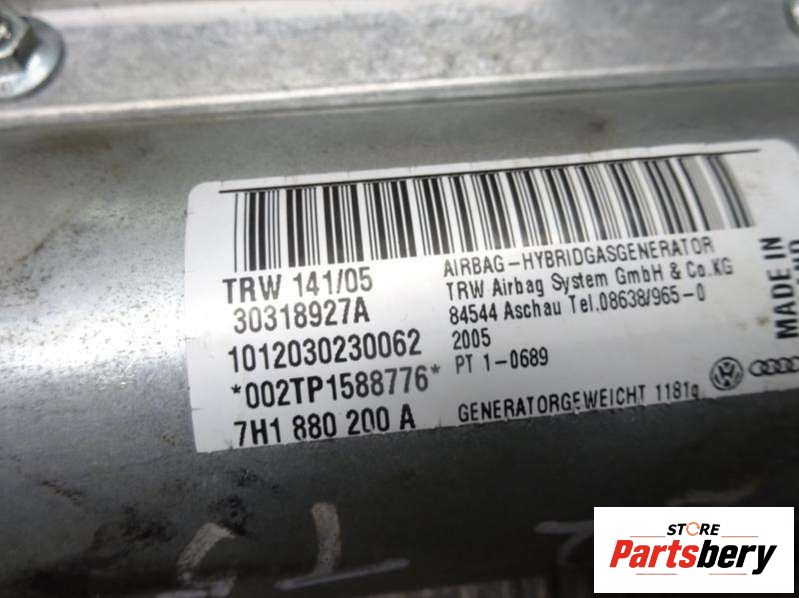 TRW 141/05
30318927A
1012030230062
*002TP1588776*
7H1 880 200 A
AIRBAG-HYBRIDGASGENERATOR
TRW Airbag System GmbH & Co.KG
84544 Aschau Tel.08638/965-0
2005
PT 1-0689
GENERATORGEWEICHT 1181g
MADE IN
STORE
Partsbery